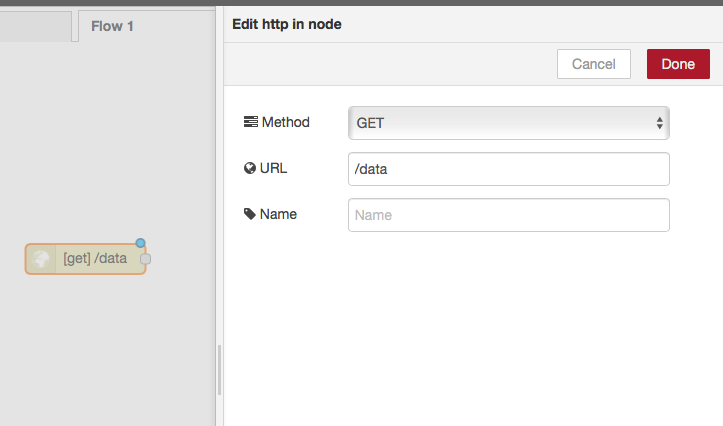 Flow 1
Edit http in node
Cancel
Done
Method
GET
URL
/data
Name
Name
[get] /data